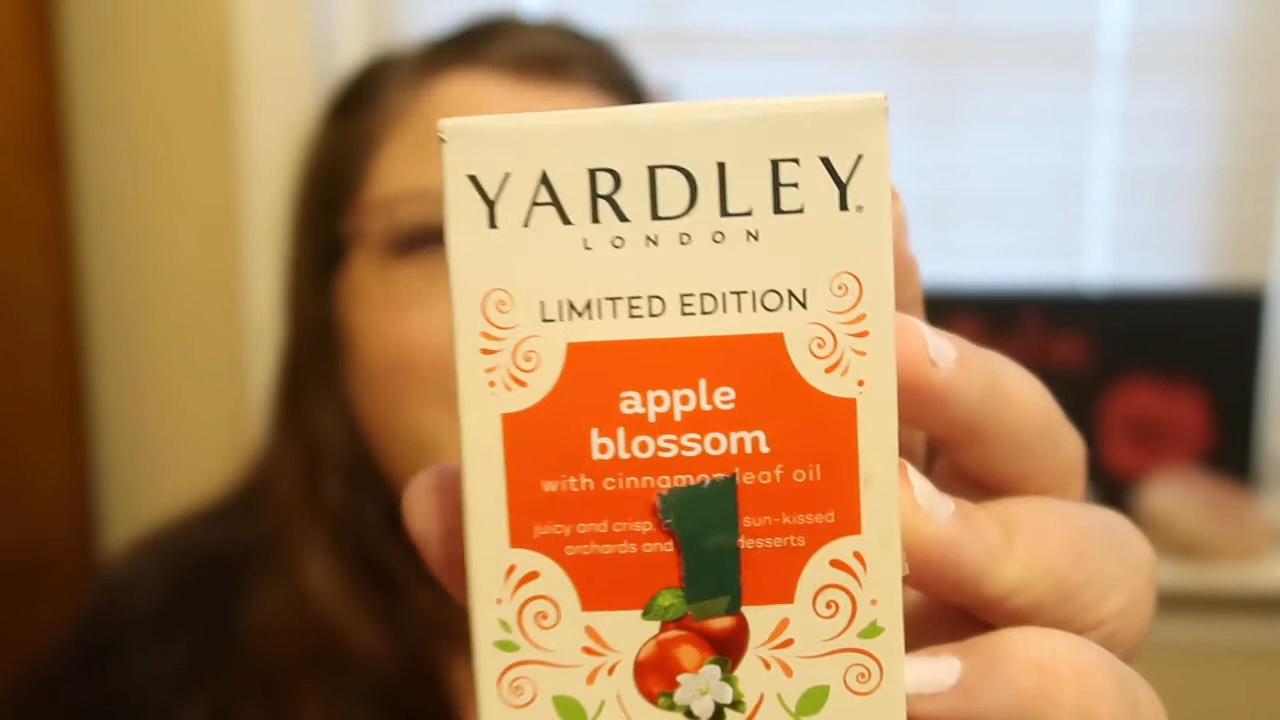 YARDLEY®
LONDON
LIMITED EDITION
apple
blossom
with cinnamon leaf oil
juicy and crisp, sun-kissed
orchards and desserts